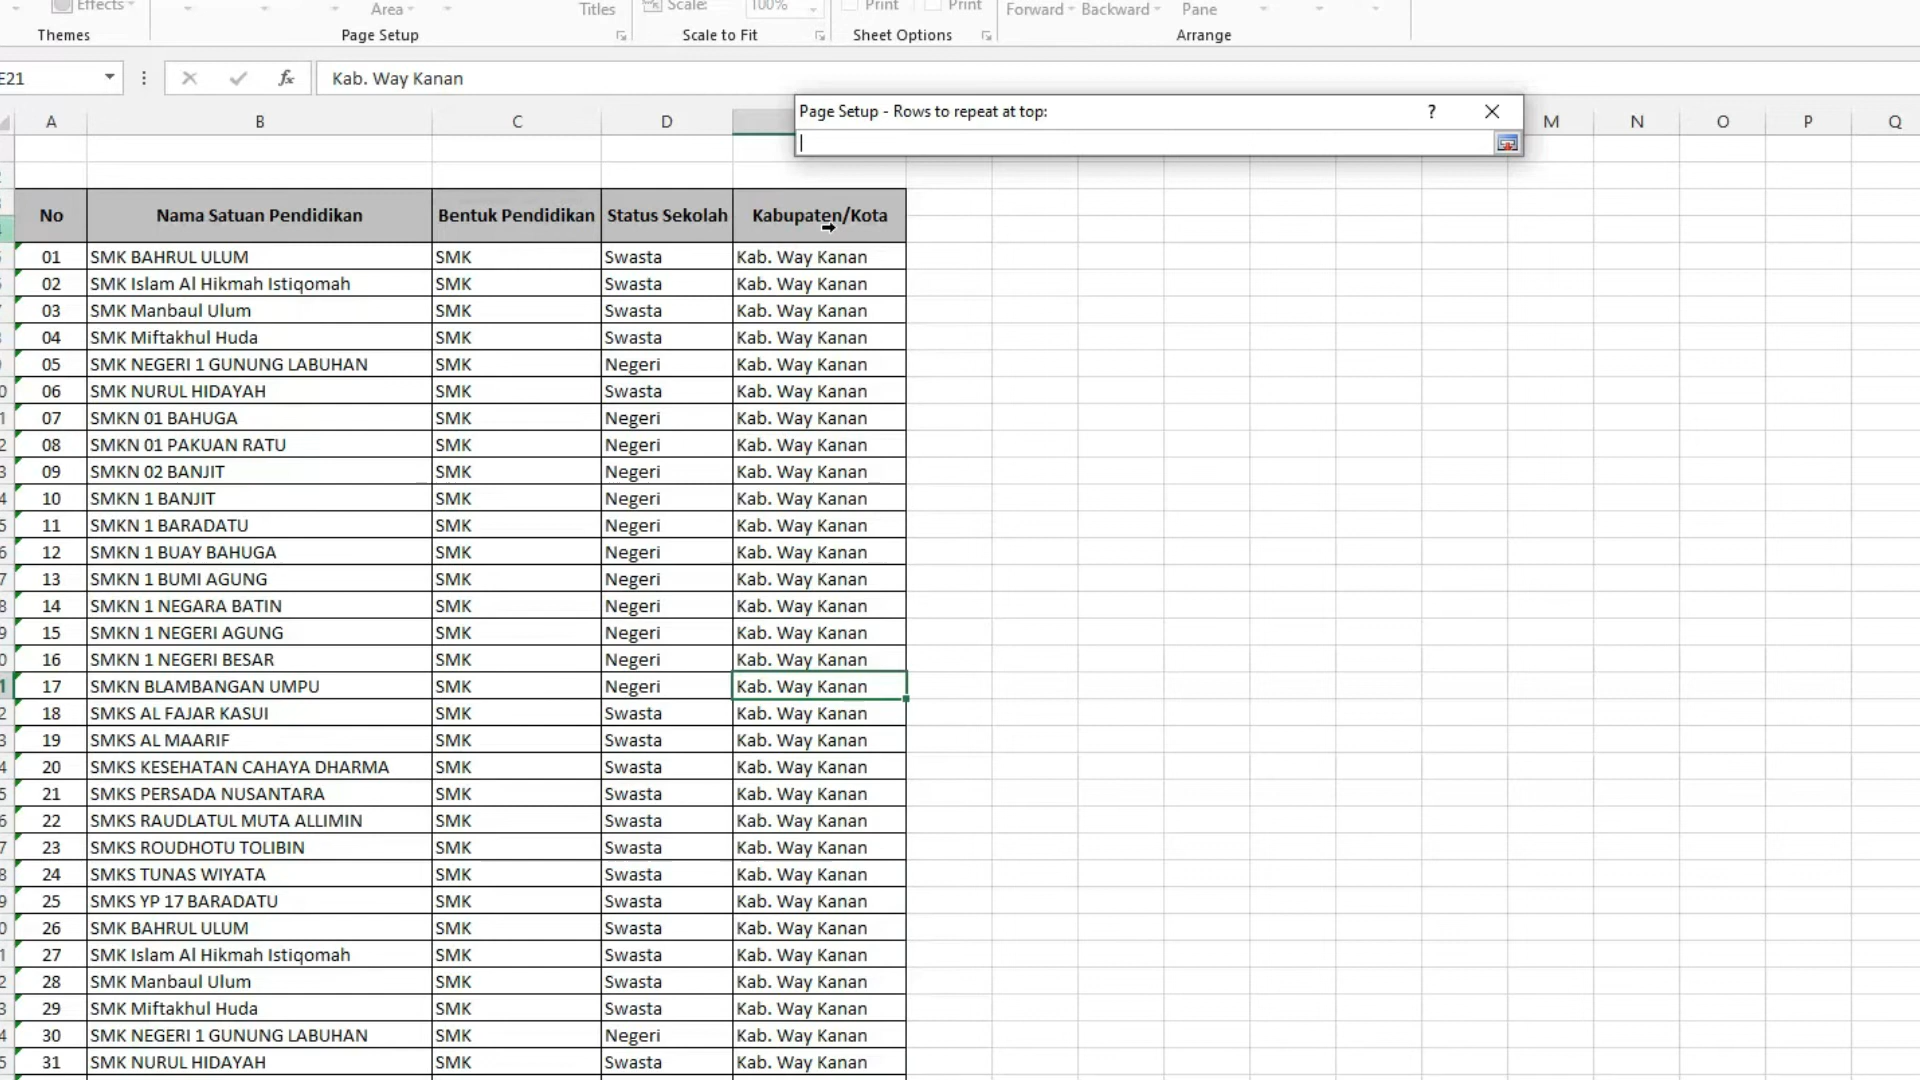 Effects
Area
Titles
Scale:
100%
Print
Print
Forward
Backward
Pane
Themes
Page Setup
Scale to Fit
Sheet Options
Arrange
E21
fx
Kab. Way Kanan
Page Setup - Rows to repeat at top:
?
A B C D M N O P Q
No Nama Satuan Pendidikan Bentuk Pendidikan Status Sekolah Kabupaten/Kota
01 SMK BAHRUL ULUM SMK Swasta Kab. Way Kanan
02 SMK Islam Al Hikmah Istiqomah SMK Swasta Kab. Way Kanan
03 SMK Manbaul Ulum SMK Swasta Kab. Way Kanan
04 SMK Miftakhul Huda SMK Swasta Kab. Way Kanan
05 SMK NEGERI 1 GUNUNG LABUHAN SMK Negeri Kab. Way Kanan
06 SMK NURUL HIDAYAH SMK Swasta Kab. Way Kanan
07 SMKN 01 BAHUGA SMK Negeri Kab. Way Kanan
08 SMKN 01 PAKUAN RATU SMK Negeri Kab. Way Kanan
09 SMKN 02 BANJIT SMK Negeri Kab. Way Kanan
10 SMKN 1 BANJIT SMK Negeri Kab. Way Kanan
11 SMKN 1 BARADATU SMK Negeri Kab. Way Kanan
12 SMKN 1 BUAY BAHUGA SMK Negeri Kab. Way Kanan
13 SMKN 1 BUMI AGUNG SMK Negeri Kab. Way Kanan
14 SMKN 1 NEGARA BATIN SMK Negeri Kab. Way Kanan
15 SMKN 1 NEGERI AGUNG SMK Negeri Kab. Way Kanan
16 SMKN 1 NEGERI BESAR SMK Negeri Kab. Way Kanan
17 SMKN BLAMBANGAN UMPU SMK Negeri Kab. Way Kanan
18 SMKS AL FAJAR KASUI SMK Swasta Kab. Way Kanan
19 SMKS AL MAARIF SMK Swasta Kab. Way Kanan
20 SMKS KESEHATAN CAHAYA DHARMA SMK Swasta Kab. Way Kanan
21 SMKS PERSADA NUSANTARA SMK Swasta Kab. Way Kanan
22 SMKS RAUDLATUL MUTA ALLIMIN SMK Swasta Kab. Way Kanan
23 SMKS ROUDHOTU TOLIBIN SMK Swasta Kab. Way Kanan
24 SMKS TUNAS WIYATA SMK Swasta Kab. Way Kanan
25 SMKS YP 17 BARADATU SMK Swasta Kab. Way Kanan
26 SMK BAHRUL ULUM SMK Swasta Kab. Way Kanan
27 SMK Islam Al Hikmah Istiqomah SMK Swasta Kab. Way Kanan
28 SMK Manbaul Ulum SMK Swasta Kab. Way Kanan
29 SMK Miftakhul Huda SMK Swasta Kab. Way Kanan
30 SMK NEGERI 1 GUNUNG LABUHAN SMK Negeri Kab. Way Kanan
31 SMK NURUL HIDAYAH SMK Swasta Kab. Way Kanan